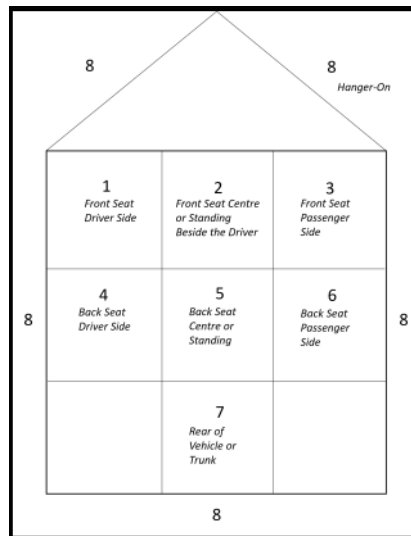 8
8
Hanger-On
1
Front Seat
Driver Side
2
Front Seat Centre
or Standing
Beside the Driver
3
Front Seat
Passenger
Side
8
4
Back Seat
Driver Side
5
Back Seat
Centre or
Standing
6
Back Seat
Passenger
Side
8
7
Rear of
Vehicle or
Trunk
8